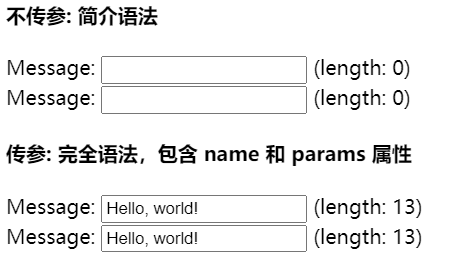 不传参: 简介语法
Message: (length: 0)
Message: (length: 0)
传参: 完全语法，包含 name 和 params 属性
Message: Hello, world! (length: 13)
Message: Hello, world! (length: 13)